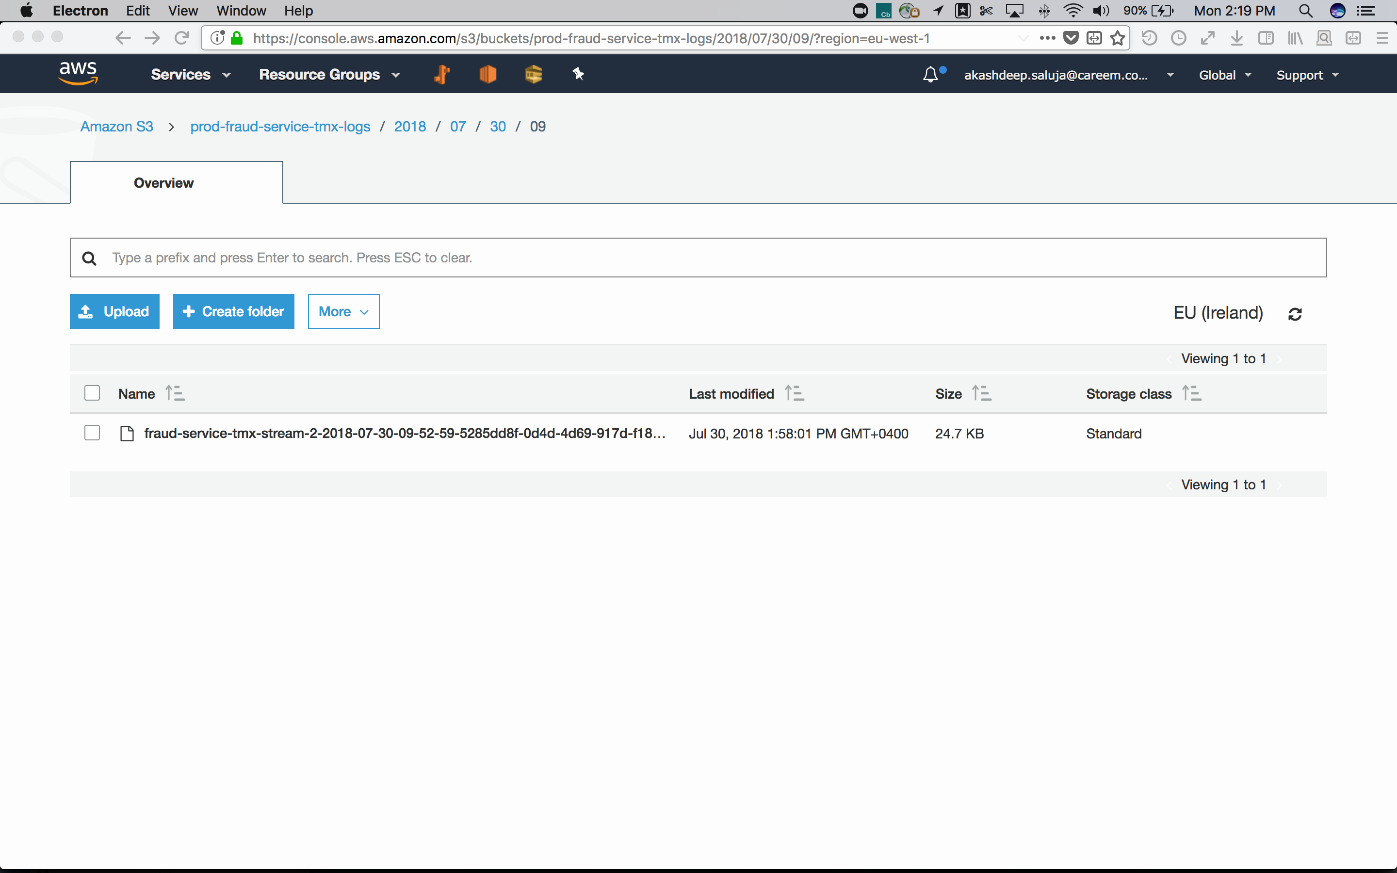 Electron Edit View Window Help 90% Mon 2:19 PM
https://console.aws.amazon.com/s3/buckets/prod-fraud-service-tmx-logs/2018/07/30/09/?region=eu-west-1
aws Services Resource Groups akashdeep.saluja@careem.co... Global Support
Amazon S3 > prod-fraud-service-tmx-logs / 2018 / 07 / 30 / 09
Overview
Type a prefix and press Enter to search. Press ESC to clear.
Upload + Create folder More EU (Ireland)
Viewing 1 to 1
Name Last modified Size Storage class
fraud-service-tmx-stream-2-2018-07-30-09-52-59-5285dd8f-0d4d-4d69-917d-f18... Jul 30, 2018 1:58:01 PM GMT+0400 24.7 KB Standard
Viewing 1 to 1